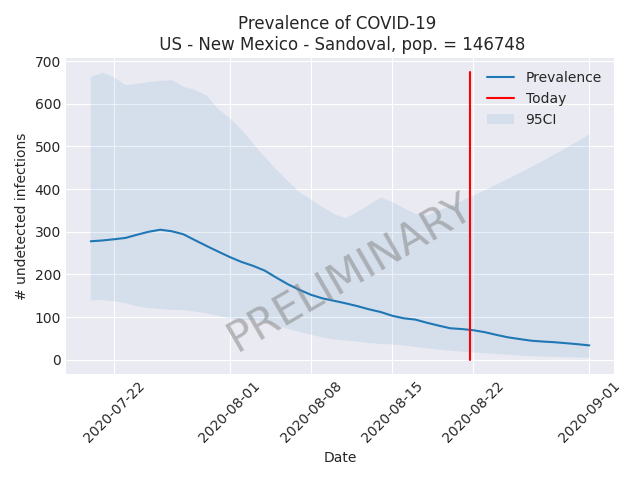 Prevalence of COVID-19
US - New Mexico - Sandoval, pop. = 146748
700
600
500
400
300
200
100
0
# undetected infections
Prevalence
Today
95CI
PRELIMINARY
2020-07-22
2020-08-01
2020-08-08
2020-08-15
2020-08-22
2020-09-01
Date